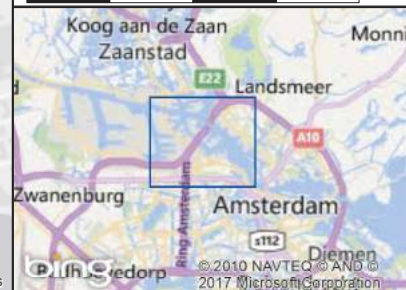 Koog aan de Zaan
Zaanstad
Monni
E22
Landsmeer
A10
Zwanenburg
Ring Amsterdam
Amsterdam
s112
Diemen
bing
© 2010 NAVTEQ © AND ©
2017 Microsoft Corporation